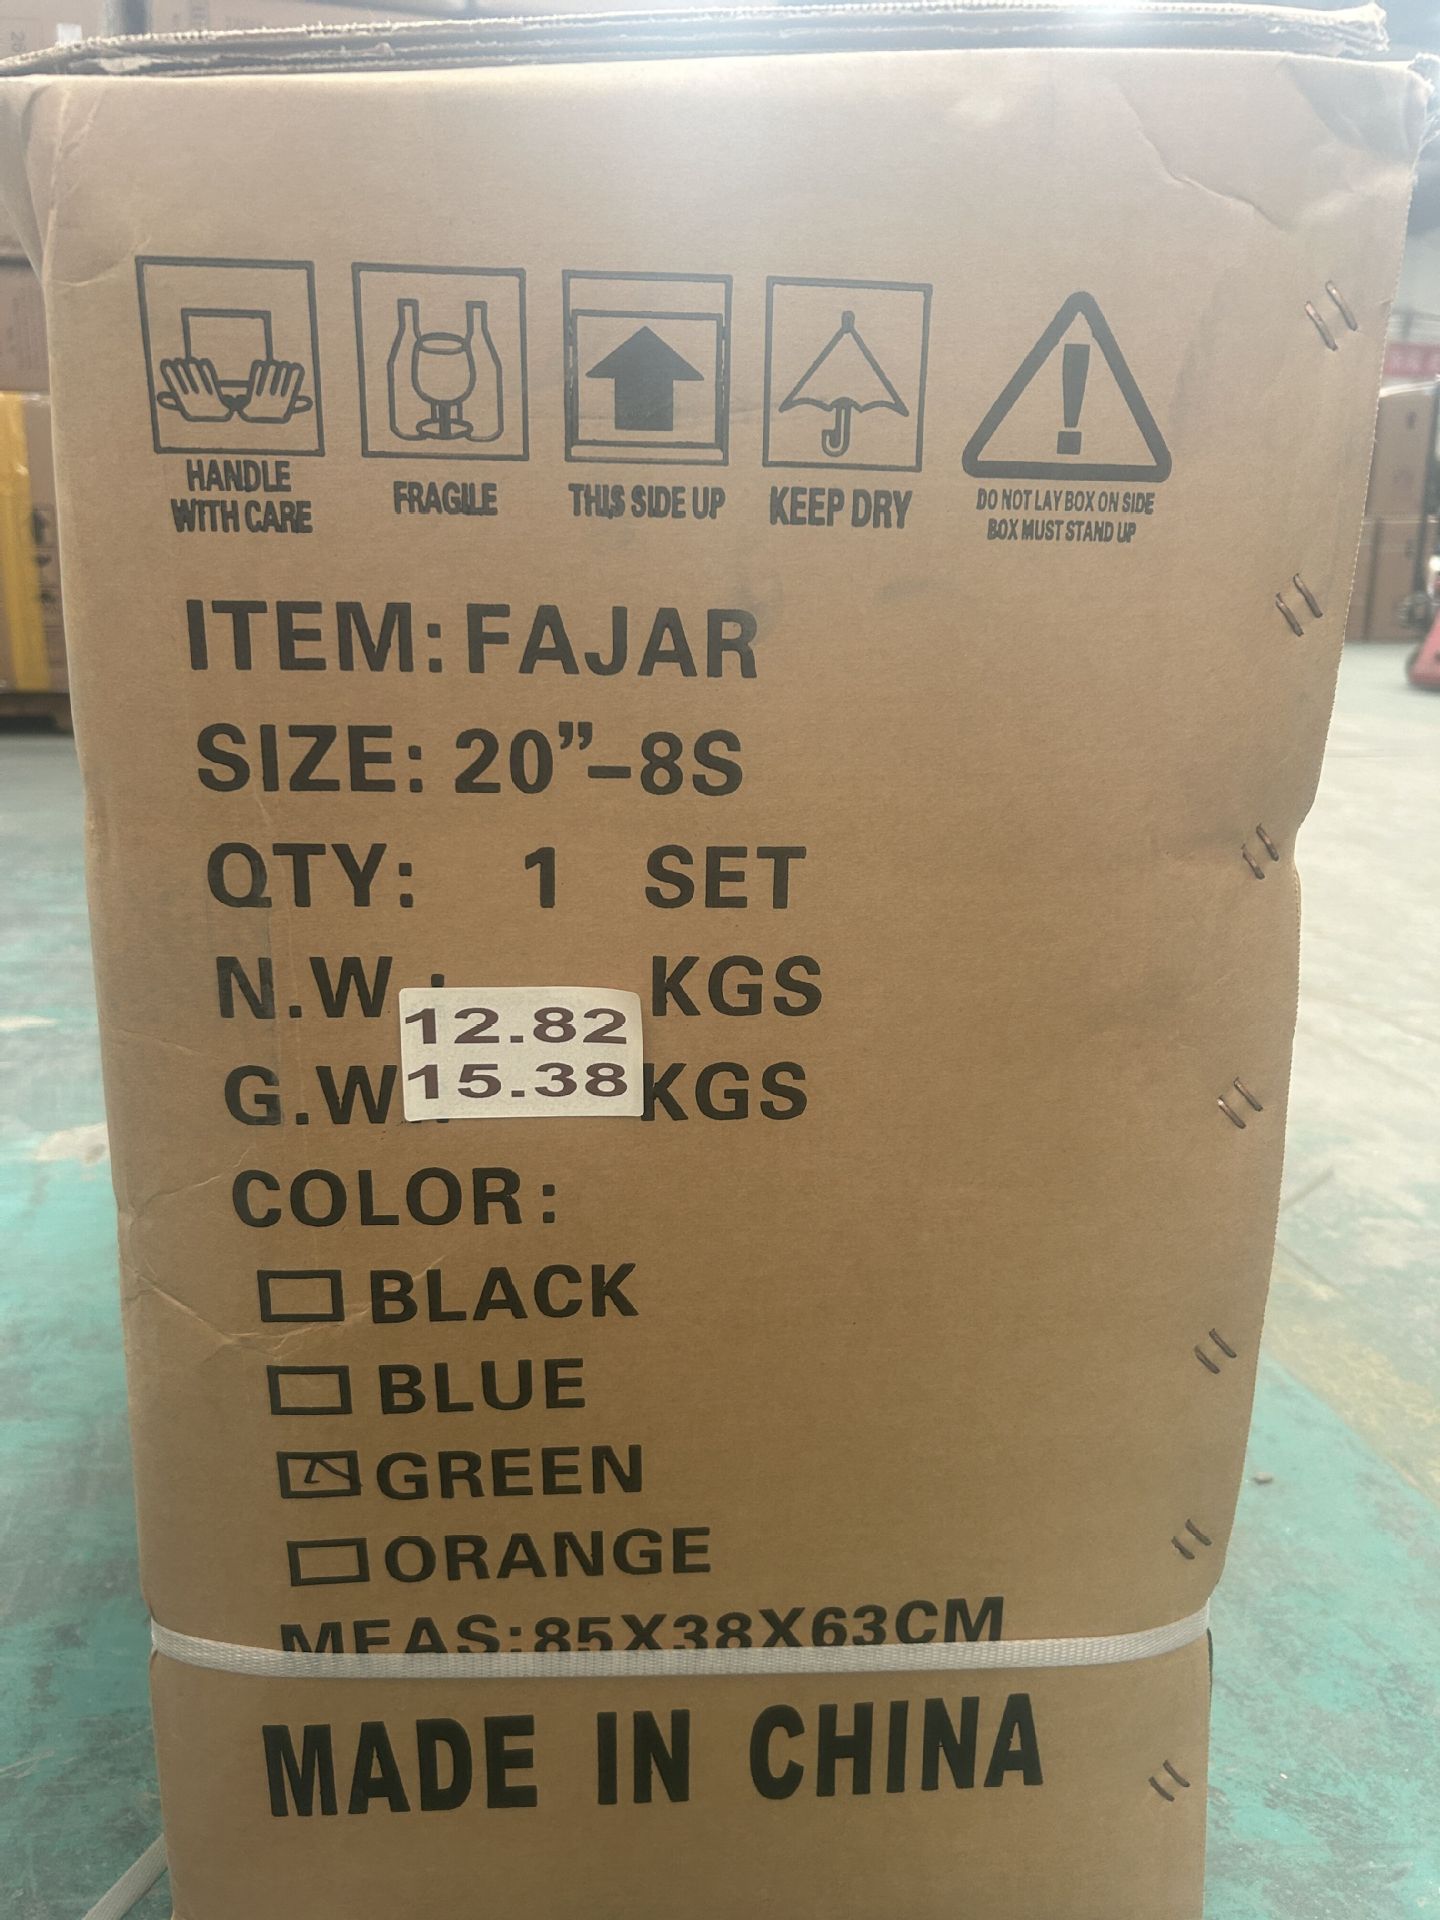 HANDLE
WITH CARE
FRAGILE
THIS SIDE UP
KEEP DRY
DO NOT LAY BOX ON SIDE
BOX MUST STAND UP
ITEM:FAJAR
SIZE: 20”-8S
QTY: 1 SET
N.W: 12.82 KGS
G.W: 15.38 KGS
COLOR:
BLACK
BLUE
GREEN
ORANGE
MEAS:85X38X63CM
MADE IN CHINA